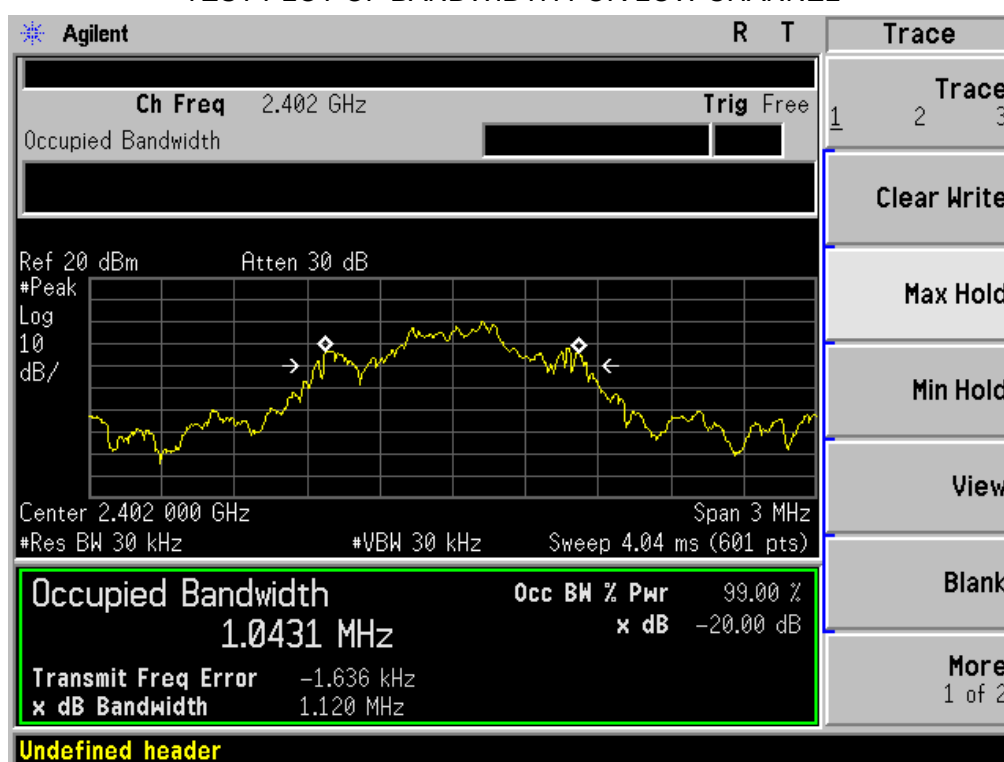 Agilent R T Trace
Ch Freq 2.402 GHz Trig Free
Occupied Bandwidth
Trace
1 2 3
Clear Write
Max Hold
Min Hold
View
Blank
More
1 of 2
Ref 20 dBm Atten 30 dB
#Peak
Log
10
dB/
Center 2.402 000 GHz Span 3 MHz
#Res BW 30 kHz #VBW 30 kHz Sweep 4.04 ms (601 pts)
Occupied Bandwidth Occ BW % Pwr 99.00 %
1.0431 MHz x dB -20.00 dB
Transmit Freq Error -1.636 kHz
x dB Bandwidth 1.120 MHz
Undefined header